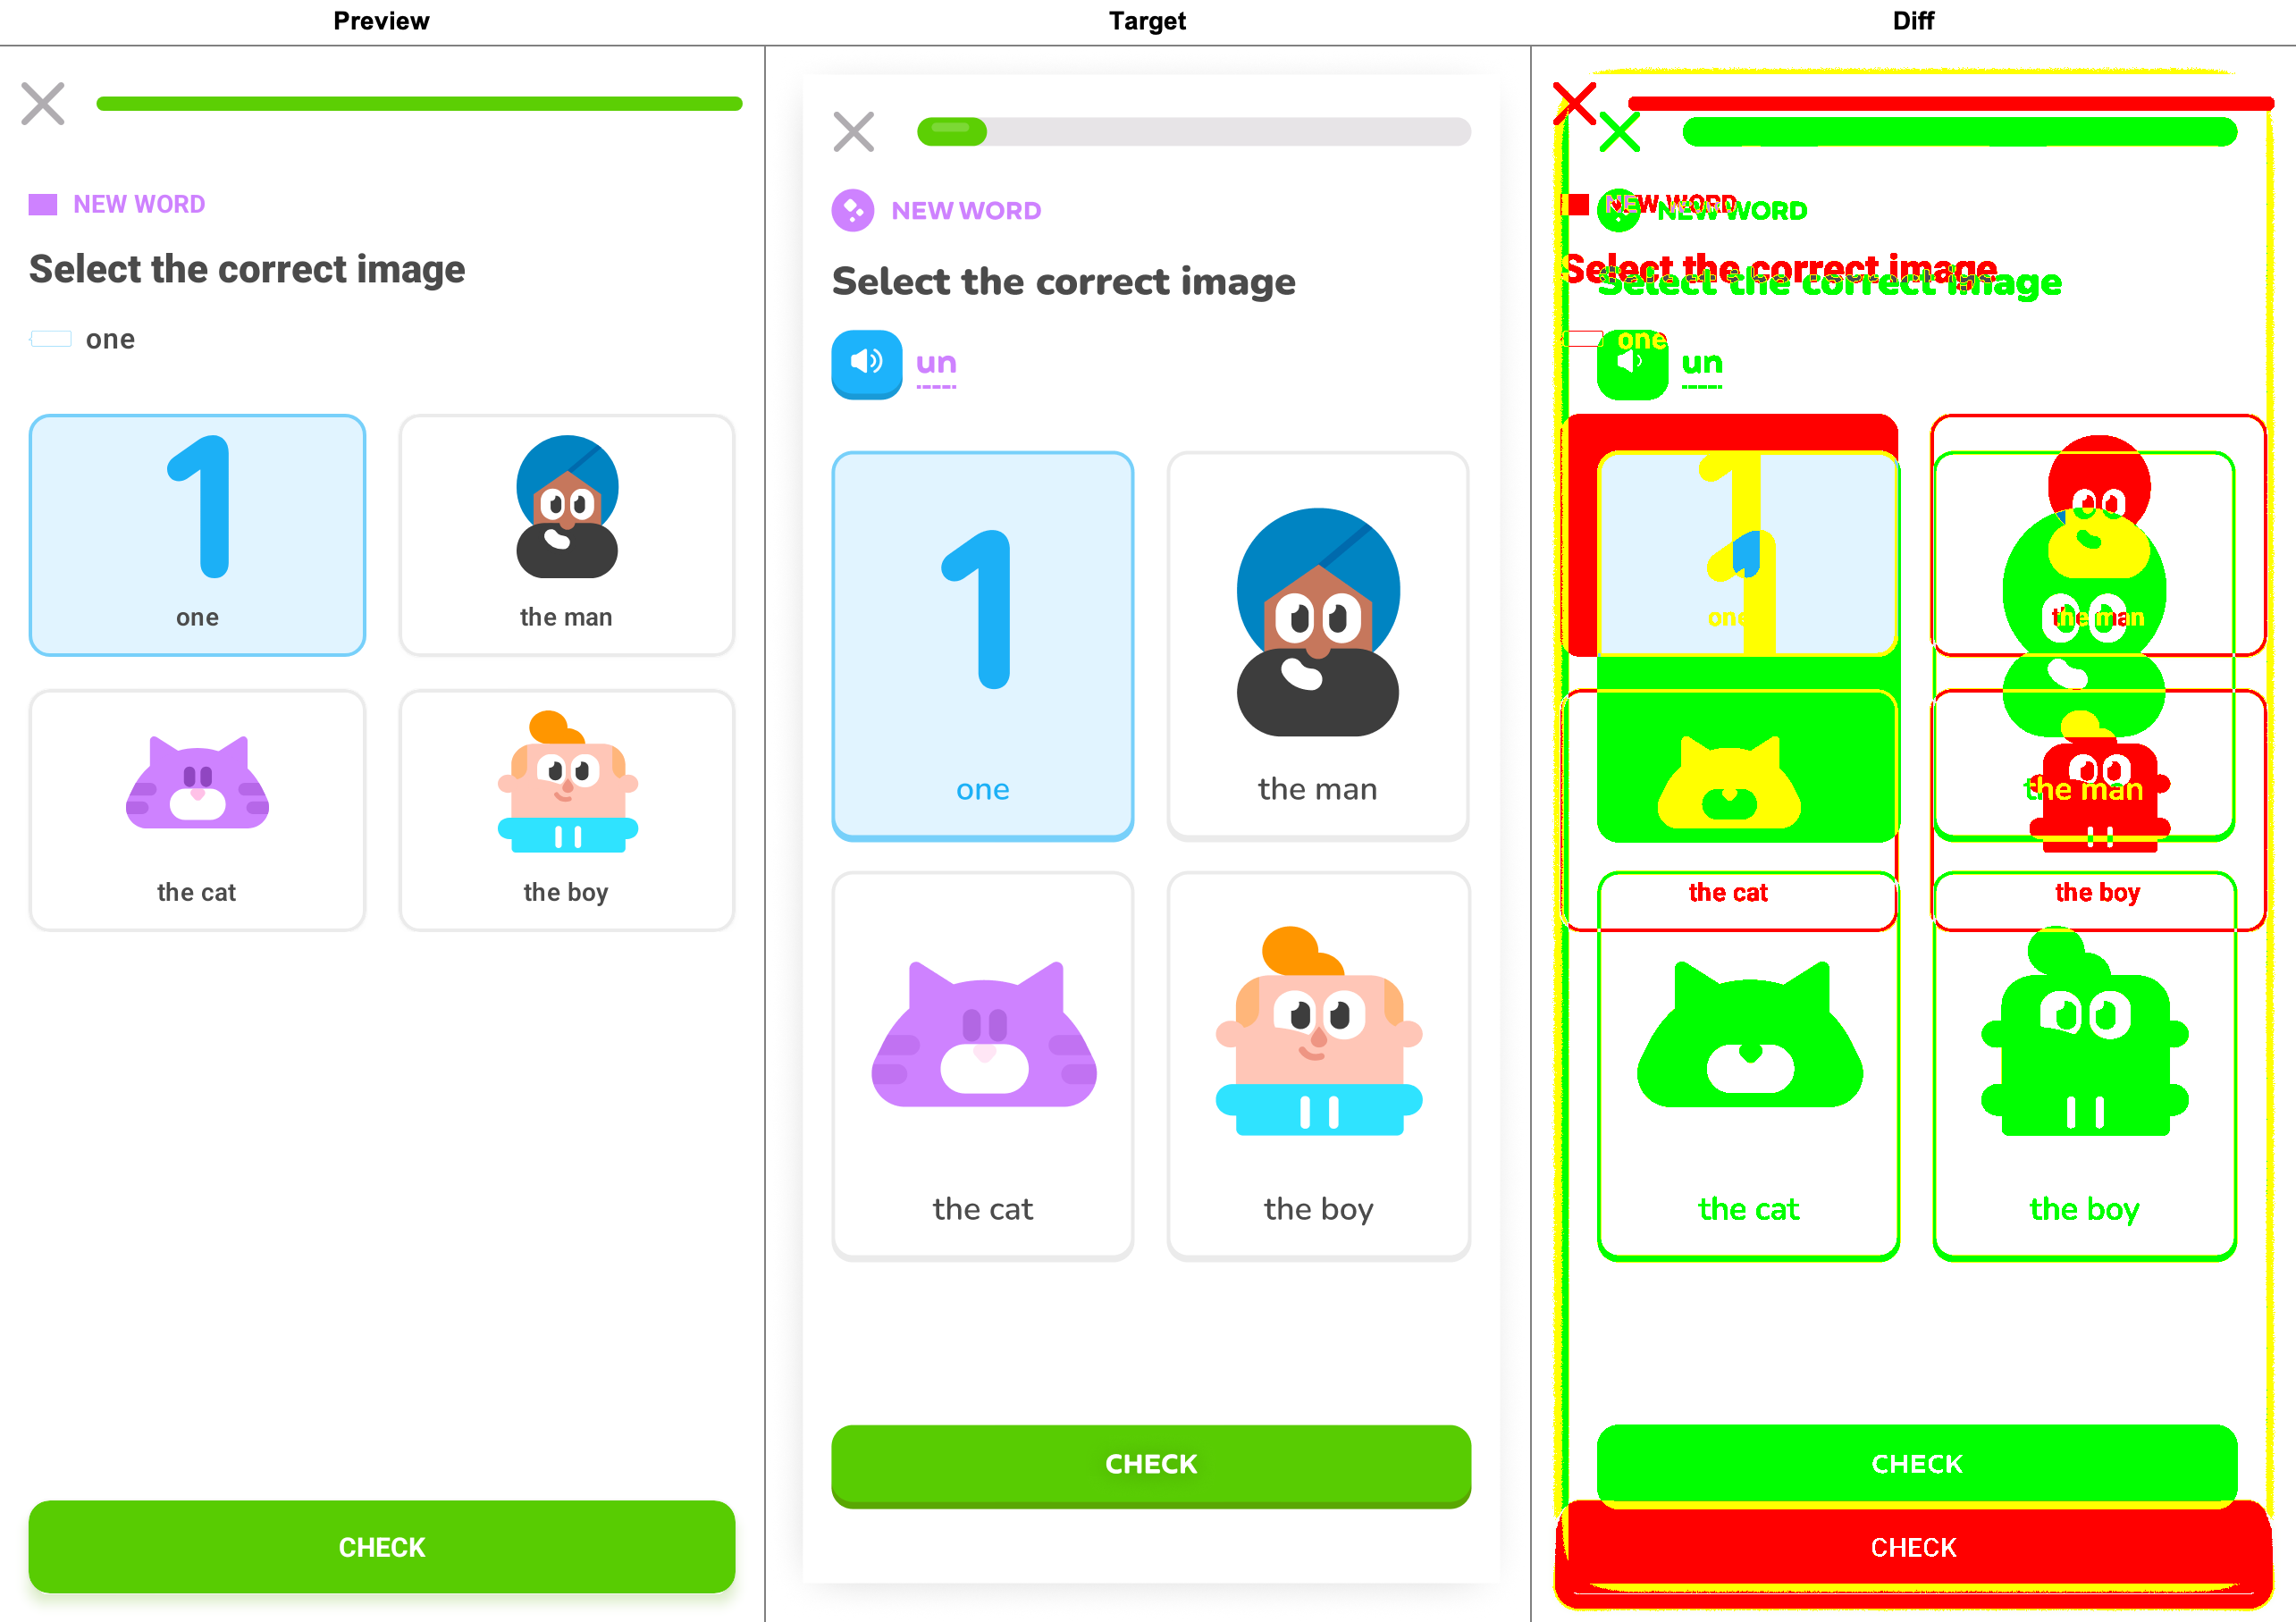 Preview
Target
Diff
NEW WORD
Select the correct image
one
one
the man
the cat
the boy
CHECK
NEW WORD
Select the correct image
un
one
the man
the cat
the boy
CHECK
NEW WORD
NEW WORD
Select the correct image
Select the correct image
one
un
one
the man
the man
the cat
the boy
the cat
the boy
CHECK
CHECK